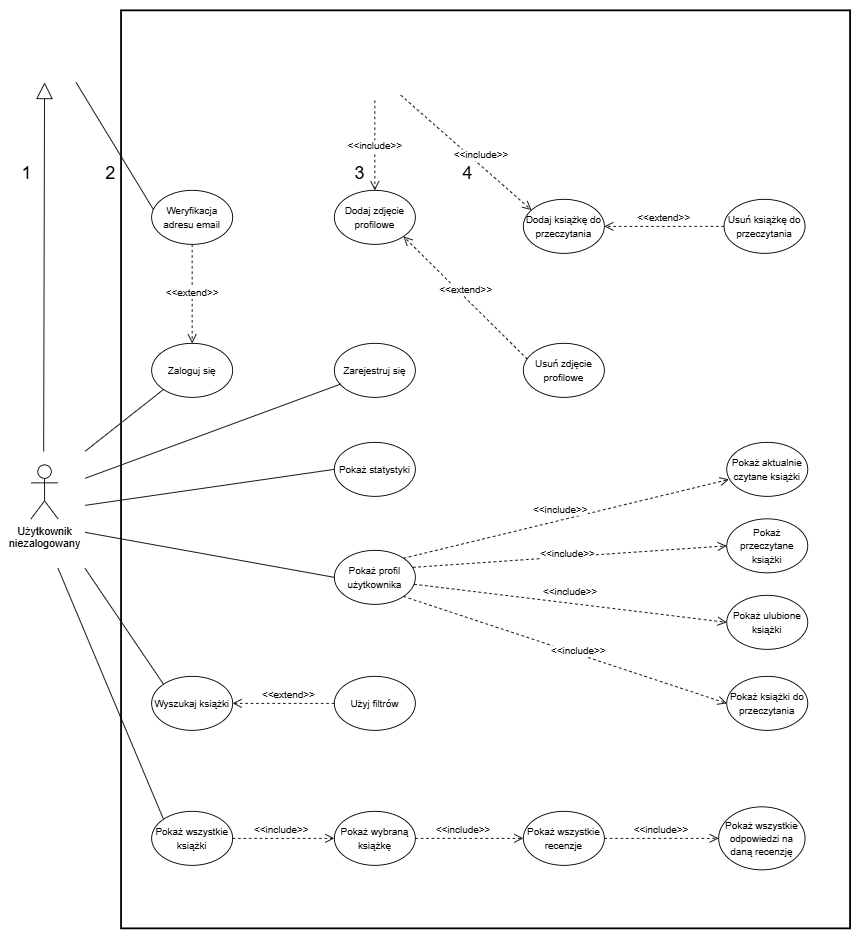 <<include>>
<<include>>
1
2
3
4
Weryfikacja
adresu email
Dodaj zdjęcie
profilowe
Dodaj książkę do
przeczytania
<<extend>>
Usuń książkę do
przeczytania
<<extend>>
<<extend>>
Zaloguj się
Zarejestruj się
Usuń zdjęcie
profilowe
Pokaż statystyki
Pokaż aktualnie
czytane książki
<<include>>
Użytkownik
niezalogowany
Pokaż
przeczytane
książki
<<include>>
Pokaż profil
użytkownika
<<include>>
Pokaż ulubione
książki
<<include>>
Wyszukaj książki
<<extend>>
Użyj filtrów
Pokaż książki do
przeczytania
Pokaż wszystkie
książki
<<include>>
Pokaż wybraną
książkę
<<include>>
Pokaż wszystkie
recenzje
<<include>>
Pokaż wszystkie
odpowiedzi na
daną recenzję